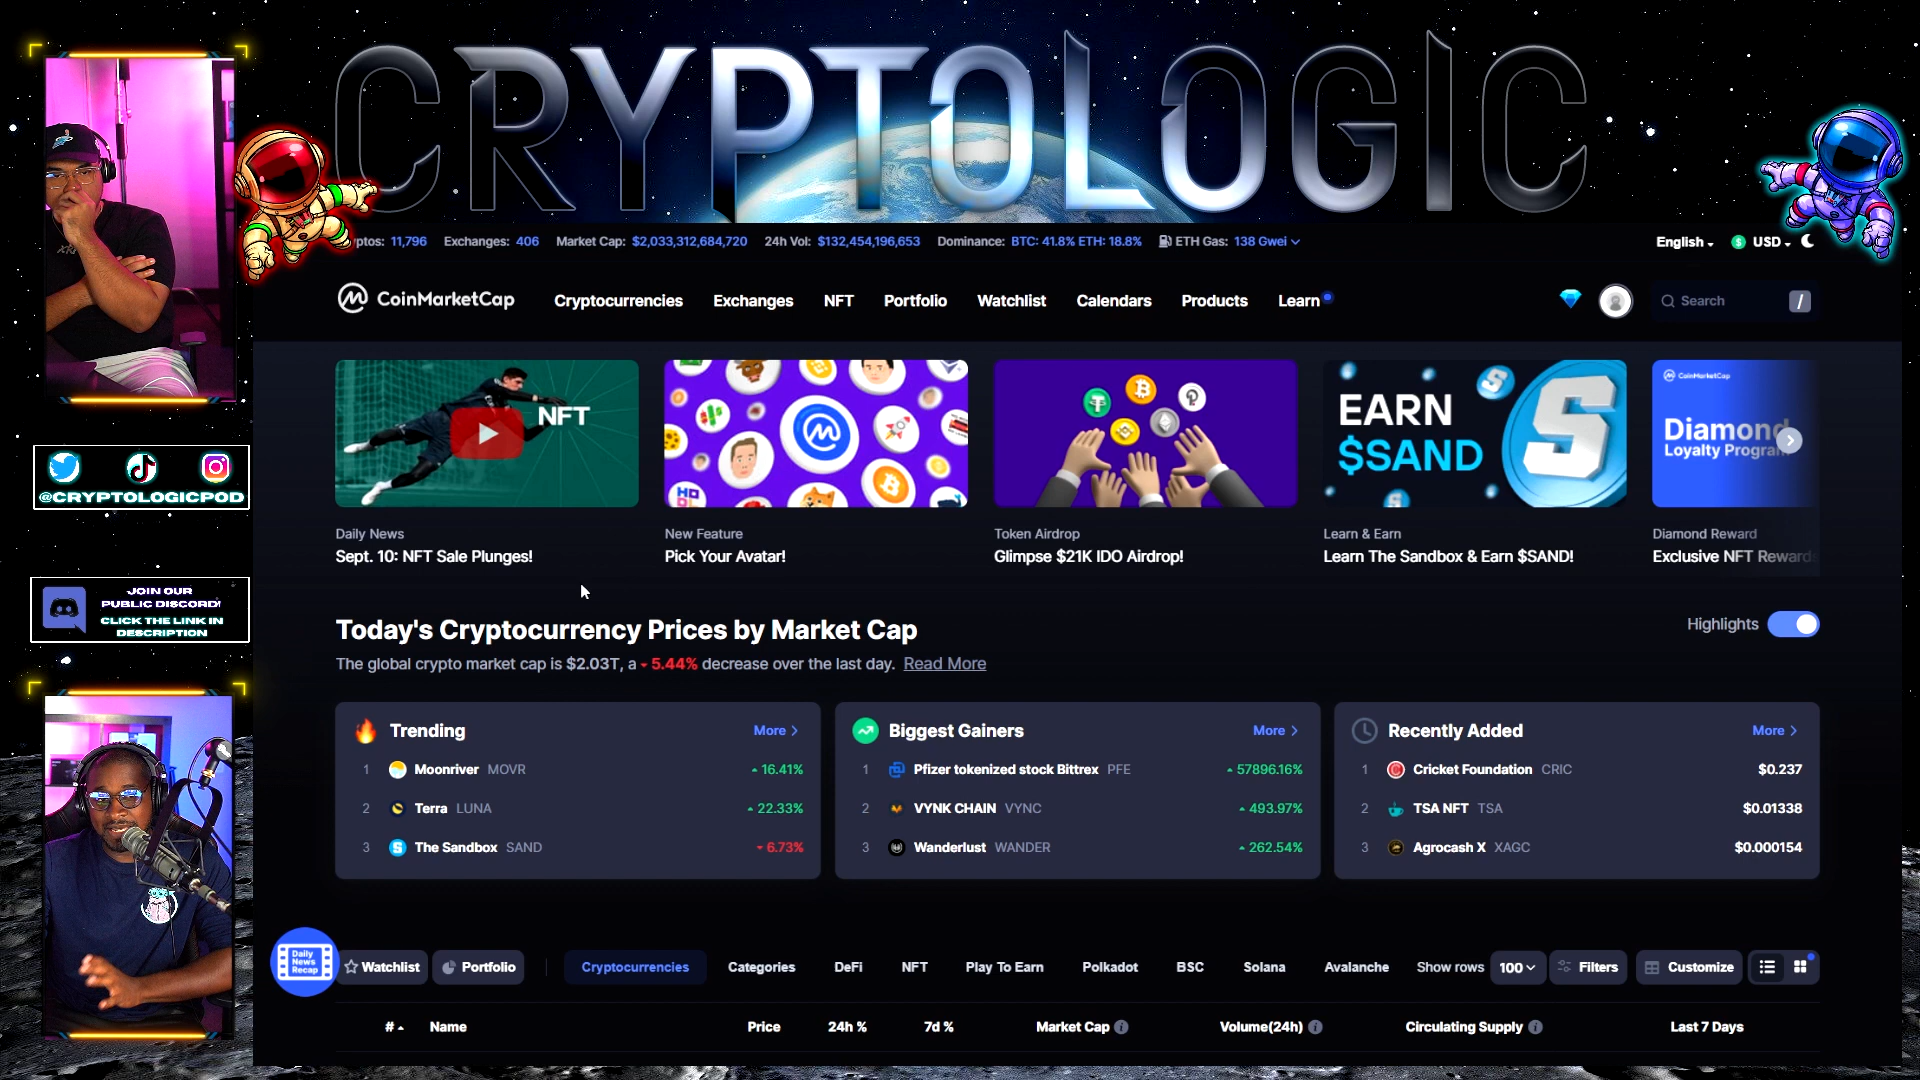 CRYPTOLOGIC
yptos: 11,796 Exchanges: 406 Market Cap: $2,033,312,684,720 24h Vol: $132,454,196,653 Dominance: BTC: 41.8% ETH: 18.8% ETH Gas: 138 Gwei English $ USD
CoinMarketCap Cryptocurrencies Exchanges NFT Portfolio Watchlist Calendars Products Learn Search /
NFT
EARN
$SAND
CoinMarketCap
Diamond
Loyalty Program
Daily News
Sept. 10: NFT Sale Plunges!
New Feature
Pick Your Avatar!
Token Airdrop
Glimpse $21K IDO Airdrop!
Learn & Earn
Learn The Sandbox & Earn $SAND!
Diamond Reward
Exclusive NFT Rewards
@CRYPTOLOGICPOD
JOIN OUR
PUBLIC DISCORD!
CLICK THE LINK IN
DESCRIPTION
Today's Cryptocurrency Prices by Market Cap
Highlights
The global crypto market cap is $2.03T, a 5.44% decrease over the last day. Read More
Trending More
1 Moonriver MOVR 16.41%
2 Terra LUNA 22.33%
3 The Sandbox SAND 6.73%
Biggest Gainers More
1 Pfizer tokenized stock Bittrex PFE 57896.16%
2 VYNK CHAIN VYNC 493.97%
3 Wanderlust WANDER 262.54%
Recently Added More
1 Cricket Foundation CRIC $0.237
2 TSA NFT TSA $0.01338
3 Agrocash X XAGC $0.000154
Daily
News
Recap
Watchlist Portfolio Cryptocurrencies Categories DeFi NFT Play To Earn Polkadot BSC Solana Avalanche Show rows 100 Filters Customize
# Name Price 24h % 7d % Market Cap Volume(24h) Circulating Supply Last 7 Days